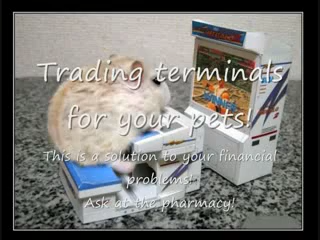 Trading terminals
for your pets!
This is a solution to your financial
problems!
Ask at the pharmacy!